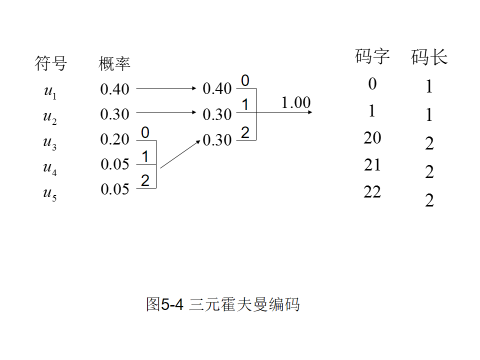 符号 概率 码字 码长
u1 0.40 0.40 0 0 1
u2 0.30 0.30 1 1.00 1 1
u3 0.20 0 0.30 2 20 2
u4 0.05 1 21 2
u5 0.05 2 22 2
图5-4 三元霍夫曼编码